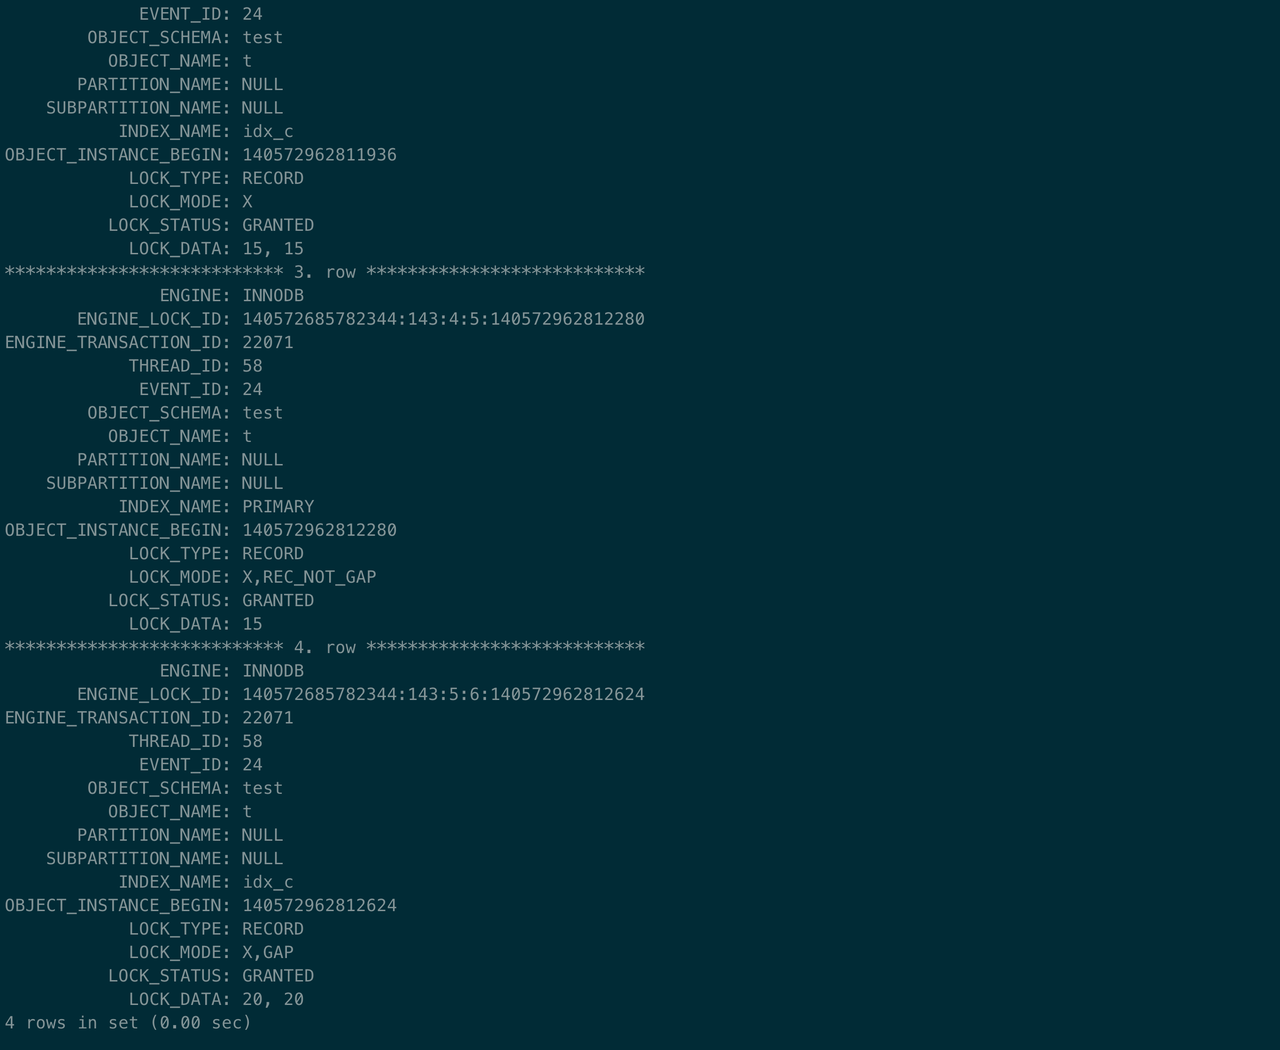 EVENT_ID: 24
OBJECT_SCHEMA: test
OBJECT_NAME: t
PARTITION_NAME: NULL
SUBPARTITION_NAME: NULL
INDEX_NAME: idx_c
OBJECT_INSTANCE_BEGIN: 140572962811936
LOCK_TYPE: RECORD
LOCK_MODE: X
LOCK_STATUS: GRANTED
LOCK_DATA: 15, 15
*************************** 3. row ***************************
ENGINE: INNODB
ENGINE_LOCK_ID: 140572685782344:143:4:5:140572962812280
ENGINE_TRANSACTION_ID: 22071
THREAD_ID: 58
EVENT_ID: 24
OBJECT_SCHEMA: test
OBJECT_NAME: t
PARTITION_NAME: NULL
SUBPARTITION_NAME: NULL
INDEX_NAME: PRIMARY
OBJECT_INSTANCE_BEGIN: 140572962812280
LOCK_TYPE: RECORD
LOCK_MODE: X,REC_NOT_GAP
LOCK_STATUS: GRANTED
LOCK_DATA: 15
*************************** 4. row ***************************
ENGINE: INNODB
ENGINE_LOCK_ID: 140572685782344:143:5:6:140572962812624
ENGINE_TRANSACTION_ID: 22071
THREAD_ID: 58
EVENT_ID: 24
OBJECT_SCHEMA: test
OBJECT_NAME: t
PARTITION_NAME: NULL
SUBPARTITION_NAME: NULL
INDEX_NAME: idx_c
OBJECT_INSTANCE_BEGIN: 140572962812624
LOCK_TYPE: RECORD
LOCK_MODE: X,GAP
LOCK_STATUS: GRANTED
LOCK_DATA: 20, 20
4 rows in set (0.00 sec)